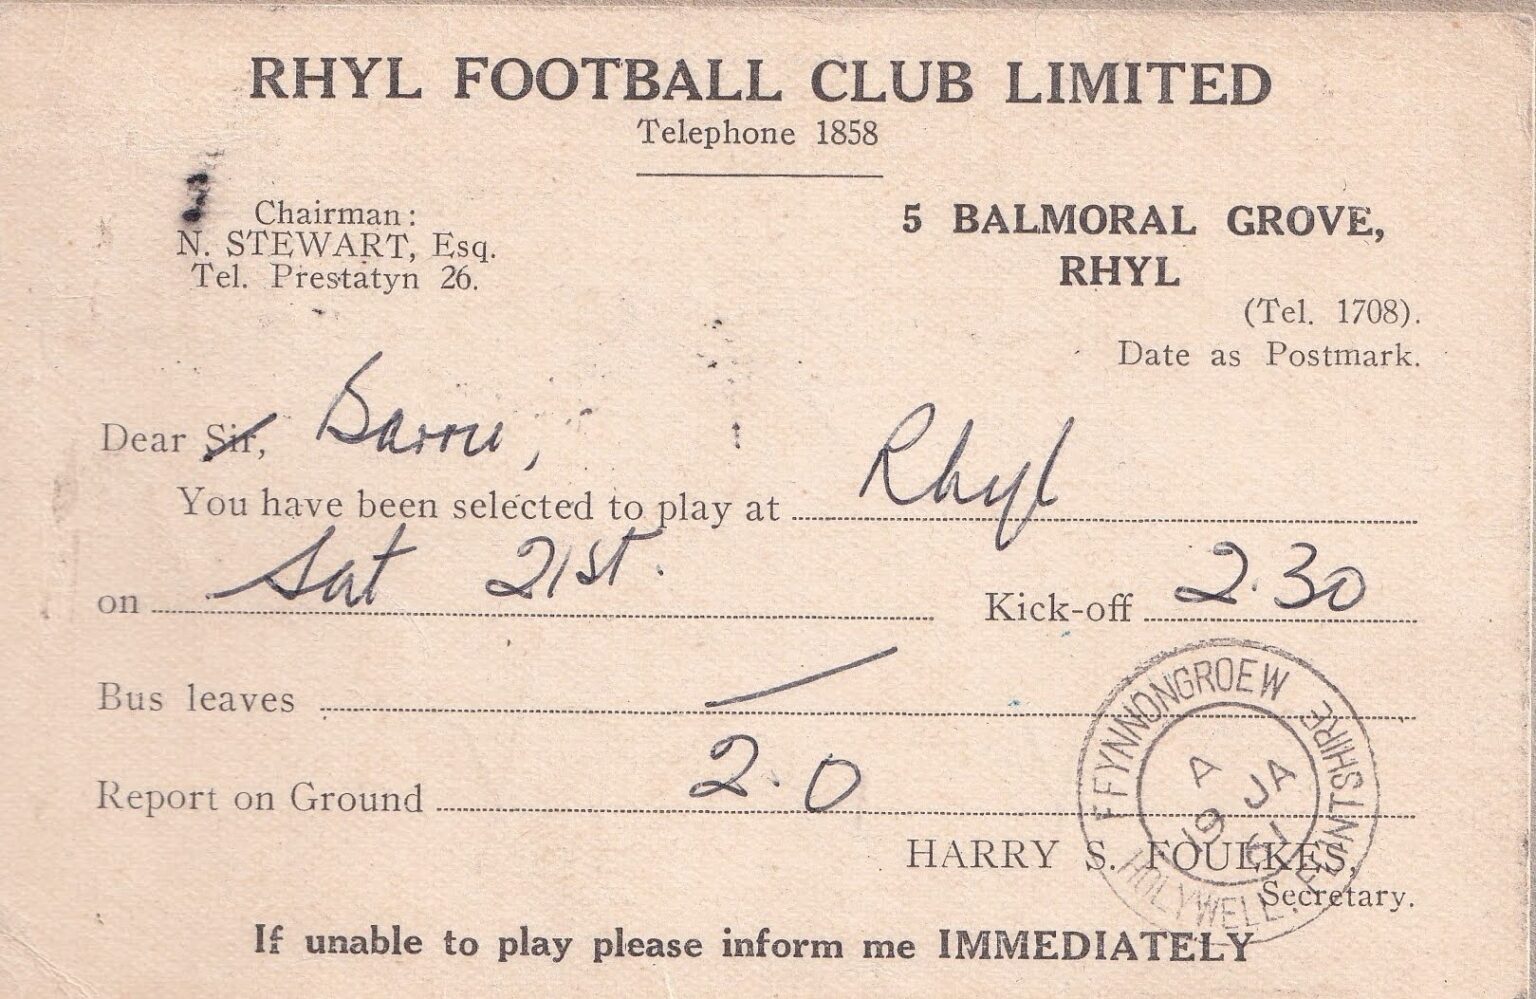 RHYL FOOTBALL CLUB LIMITED
Telephone 1858
Chairman:
N. STEWART, Esq.
Tel. Prestatyn 26.
5 BALMORAL GROVE,
RHYL
(Tel. 1708).
Date as Postmark.
Dear Sir, Barrie,
You have been selected to play at Rhyl
on Sat 21st. Kick-off 2.30
Bus leaves
Report on Ground 2.0
HARRY S. FOULKES,
Secretary.
If unable to play please inform me IMMEDIATELY
FFYNNONGROEW
HOLYWELL. FLINTSHIRE
A
JA
19
61